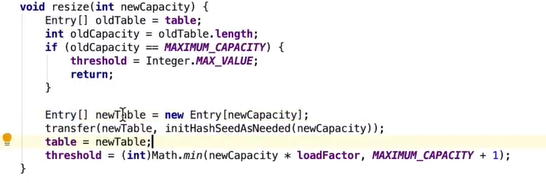 void resize(int newCapacity) {
Entry[] oldTable = table;
int oldCapacity = oldTable.length;
if (oldCapacity == MAXIMUM_CAPACITY) {
threshold = Integer.MAX_VALUE;
return;
}
Entry[] newTable = new Entry[newCapacity];
transfer(newTable, initHashSeedAsNeeded(newCapacity));
table = newTable;
threshold = (int)Math.min(newCapacity * loadFactor, MAXIMUM_CAPACITY + 1);
}